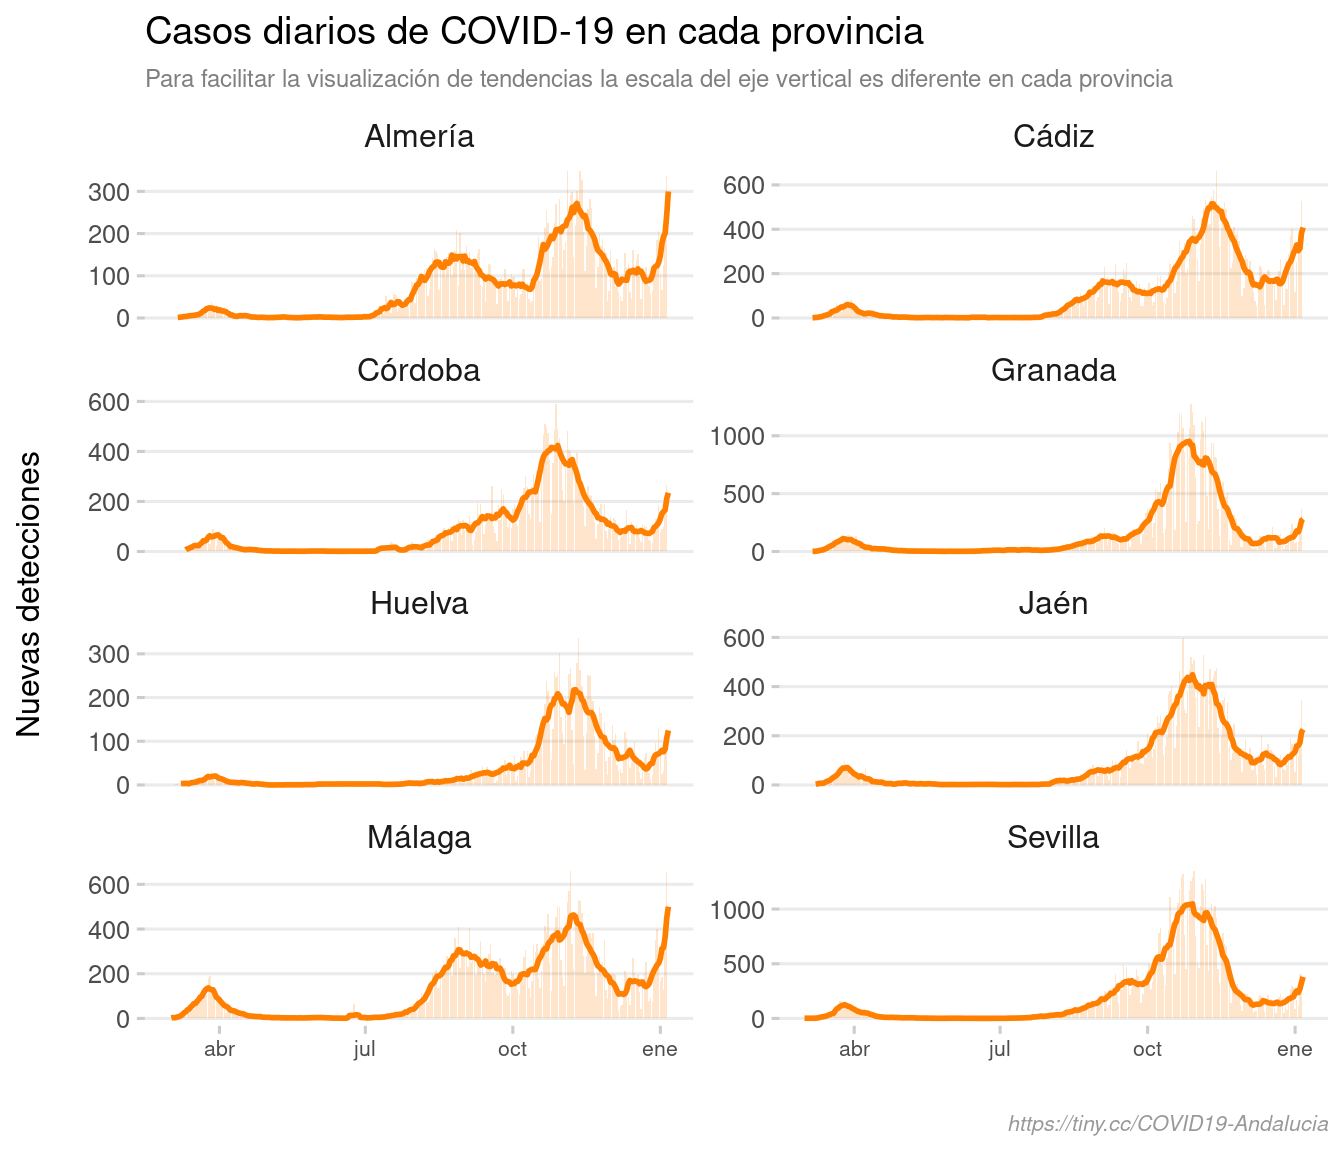 Casos diarios de COVID-19 en cada provincia
Para facilitar la visualización de tendencias la escala del eje vertical es diferente en cada provincia
Nuevas detecciones
Almería
300
200
100
0
Cádiz
600
400
200
0
Córdoba
600
400
200
0
Granada
1000
500
0
Huelva
300
200
100
0
Jaén
600
400
200
0
Málaga
600
400
200
0
abr jul oct ene
Sevilla
1000
500
0
abr jul oct ene
https://tiny.cc/COVID19-Andalucia